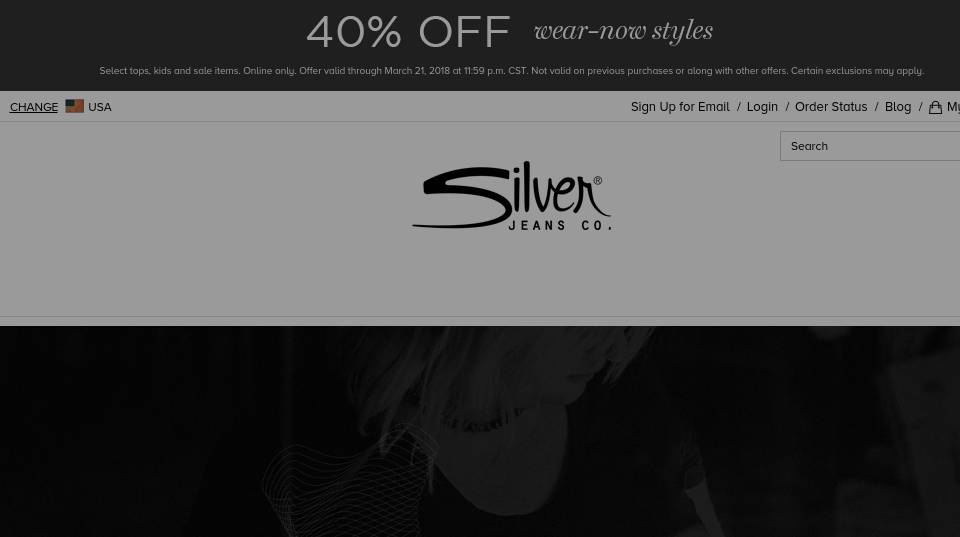 40% OFF wear-now styles
Select tops, kids and sale items. Online only. Offer valid through March 21, 2018 at 11:59 p.m. CST. Not valid on previous purchases or along with other offers. Certain exclusions may apply.
CHANGE USA Sign Up for Email / Login / Order Status / Blog / My
Search
Silver®
JEANS CO.